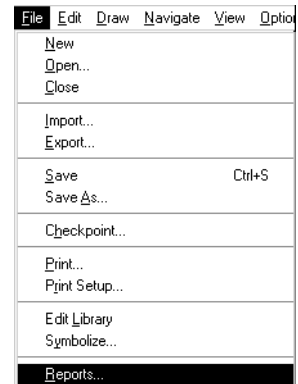 File Edit Draw Navigate View
New
Open...
Close
Import...
Export...
Save Ctrl+S
Save As...
Checkpoint...
Print...
Print Setup...
Edit Library
Symbolize...
Reports...